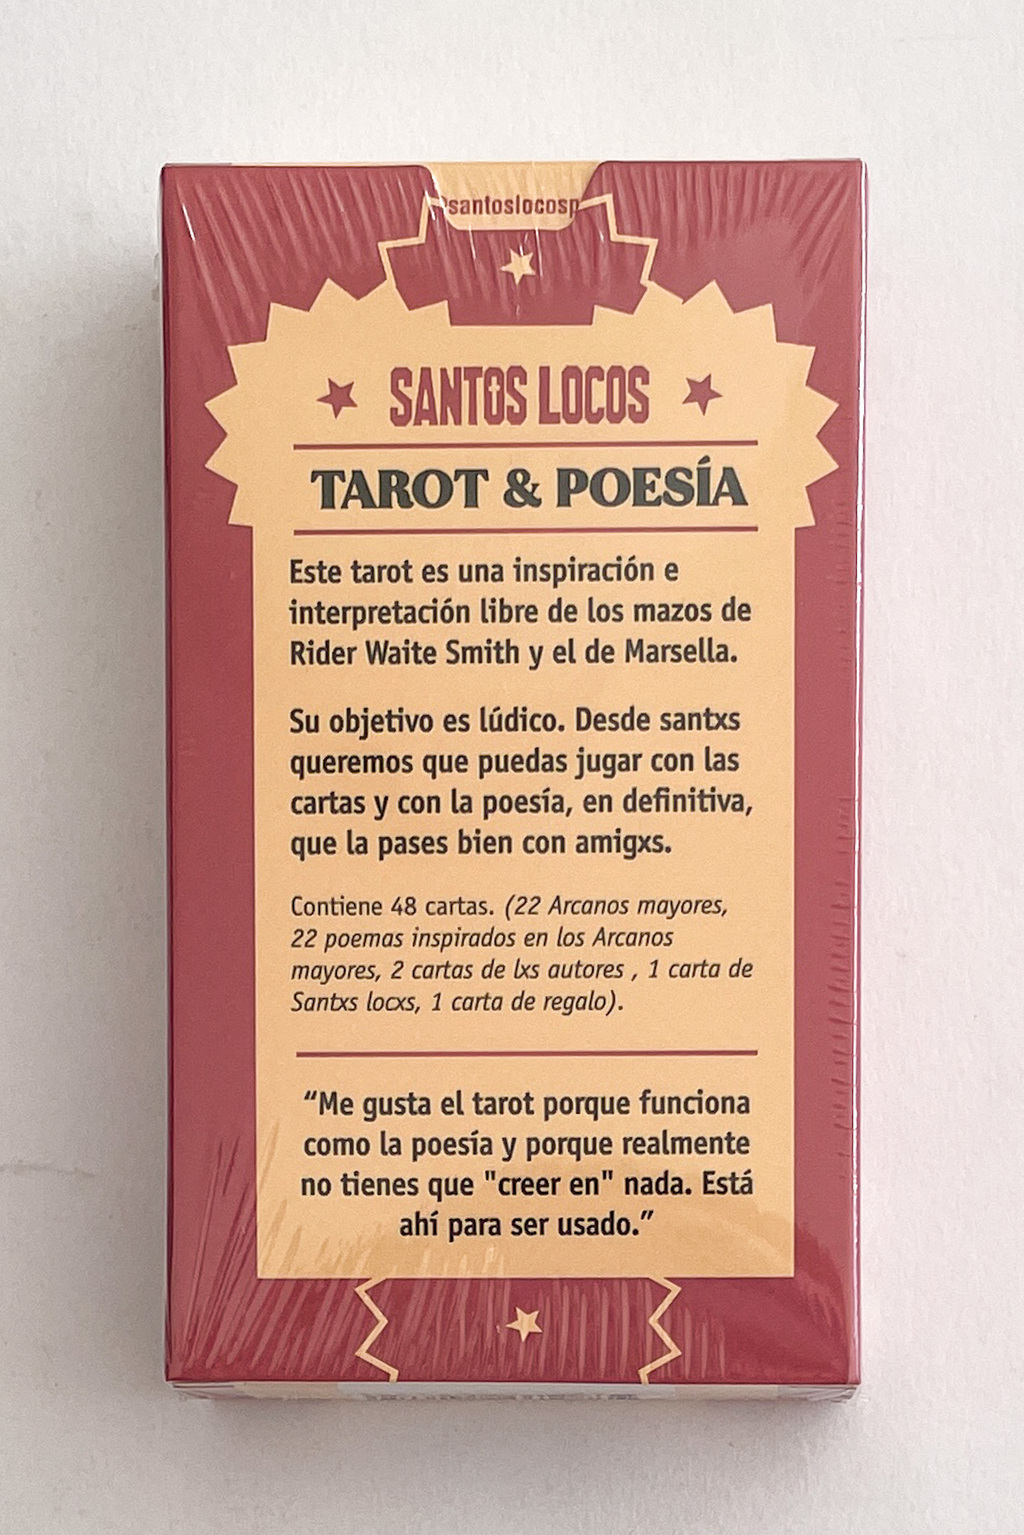 santoslocosp
SANTOS LOCOS
TAROT & POESÍA
Este tarot es una inspiración e
interpretación libre de los mazos de
Rider Waite Smith y el de Marsella.
Su objetivo es lúdico. Desde santxs
queremos que puedas jugar con las
cartas y con la poesía, en definitiva,
que la pases bien con amigxs.
Contiene 48 cartas. (22 Arcanos mayores,
22 poemas inspirados en los Arcanos
mayores, 2 cartas de lxs autores , 1 carta de
Santxs locxs, 1 carta de regalo).
“Me gusta el tarot porque funciona
como la poesía y porque realmente
no tienes que "creer en" nada. Está
ahí para ser usado.”